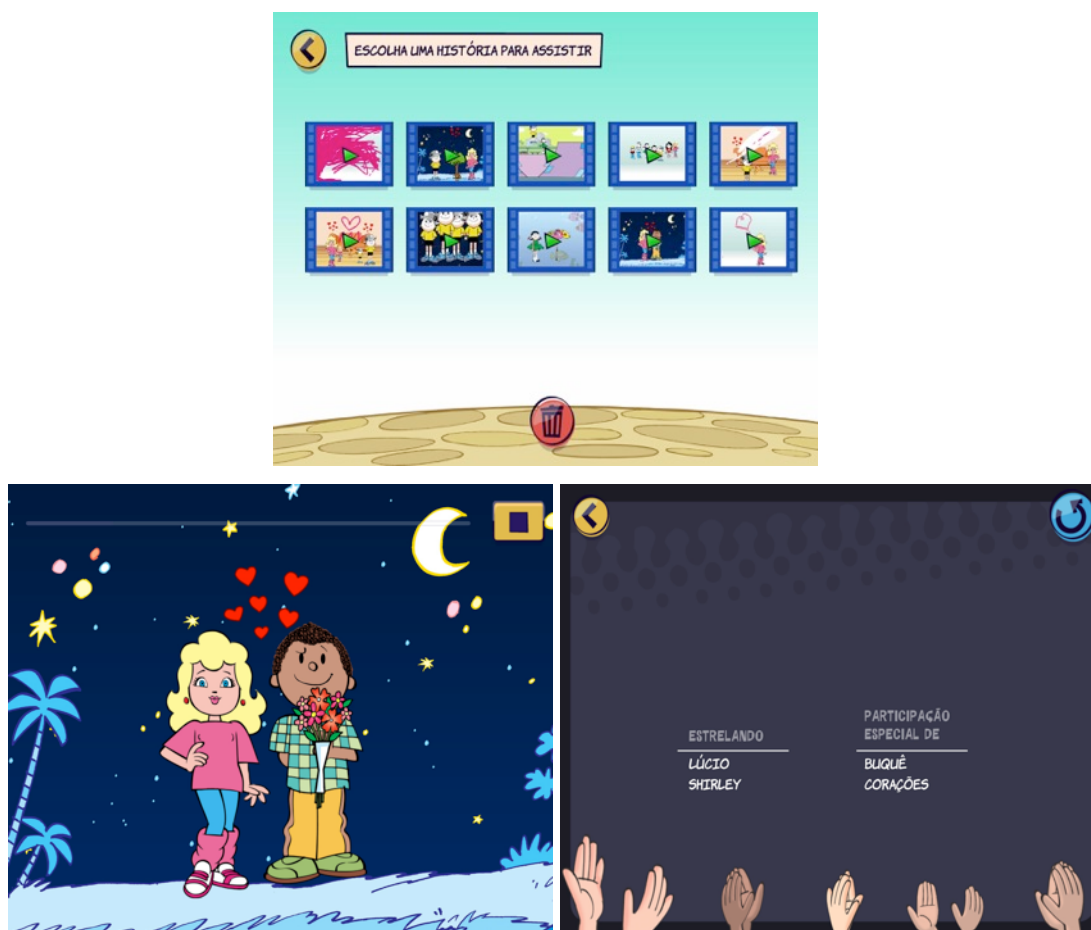 ESCOLHA UMA HISTÓRIA PARA ASSISTIR
ESTRELANDO
LÚCIO
SHIRLEY
PARTICIPAÇÃO
ESPECIAL DE
BUQUÊ
CORAÇÕES